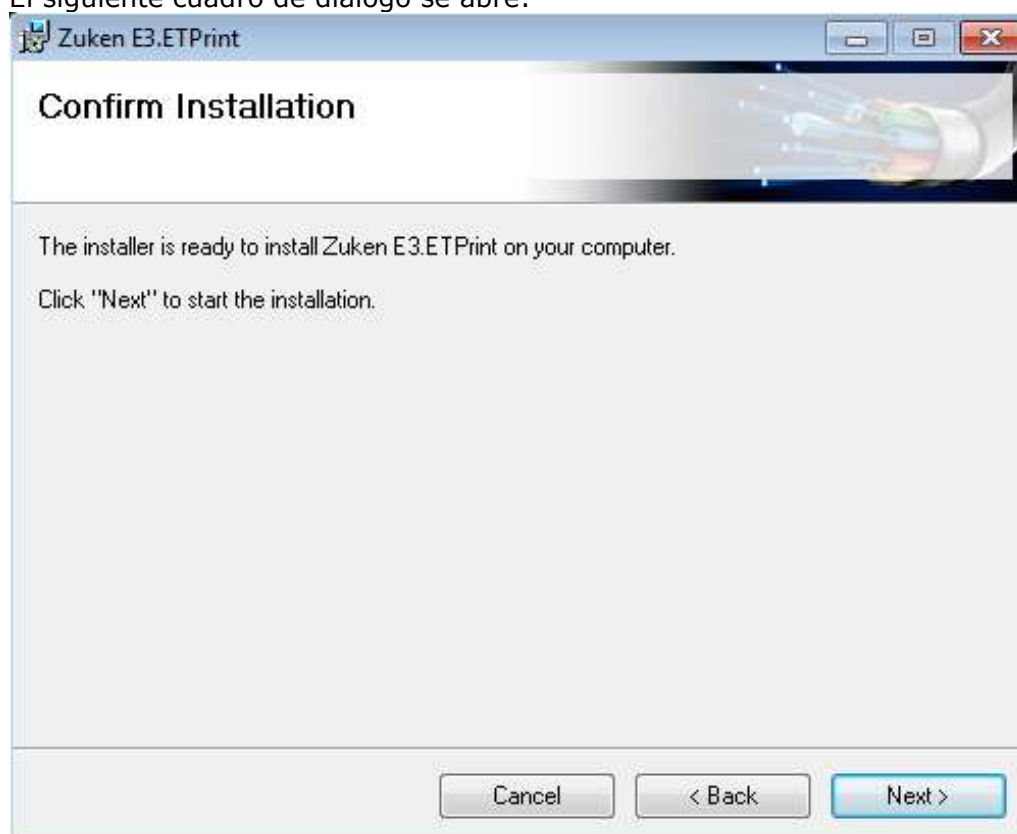 El siguiente cuadro de diálogo se abre:
Zuken E3.ETPrint
Confirm Installation
The installer is ready to install Zuken E3.ETPrint on your computer.
Click "Next" to start the installation.
Cancel
< Back
Next >